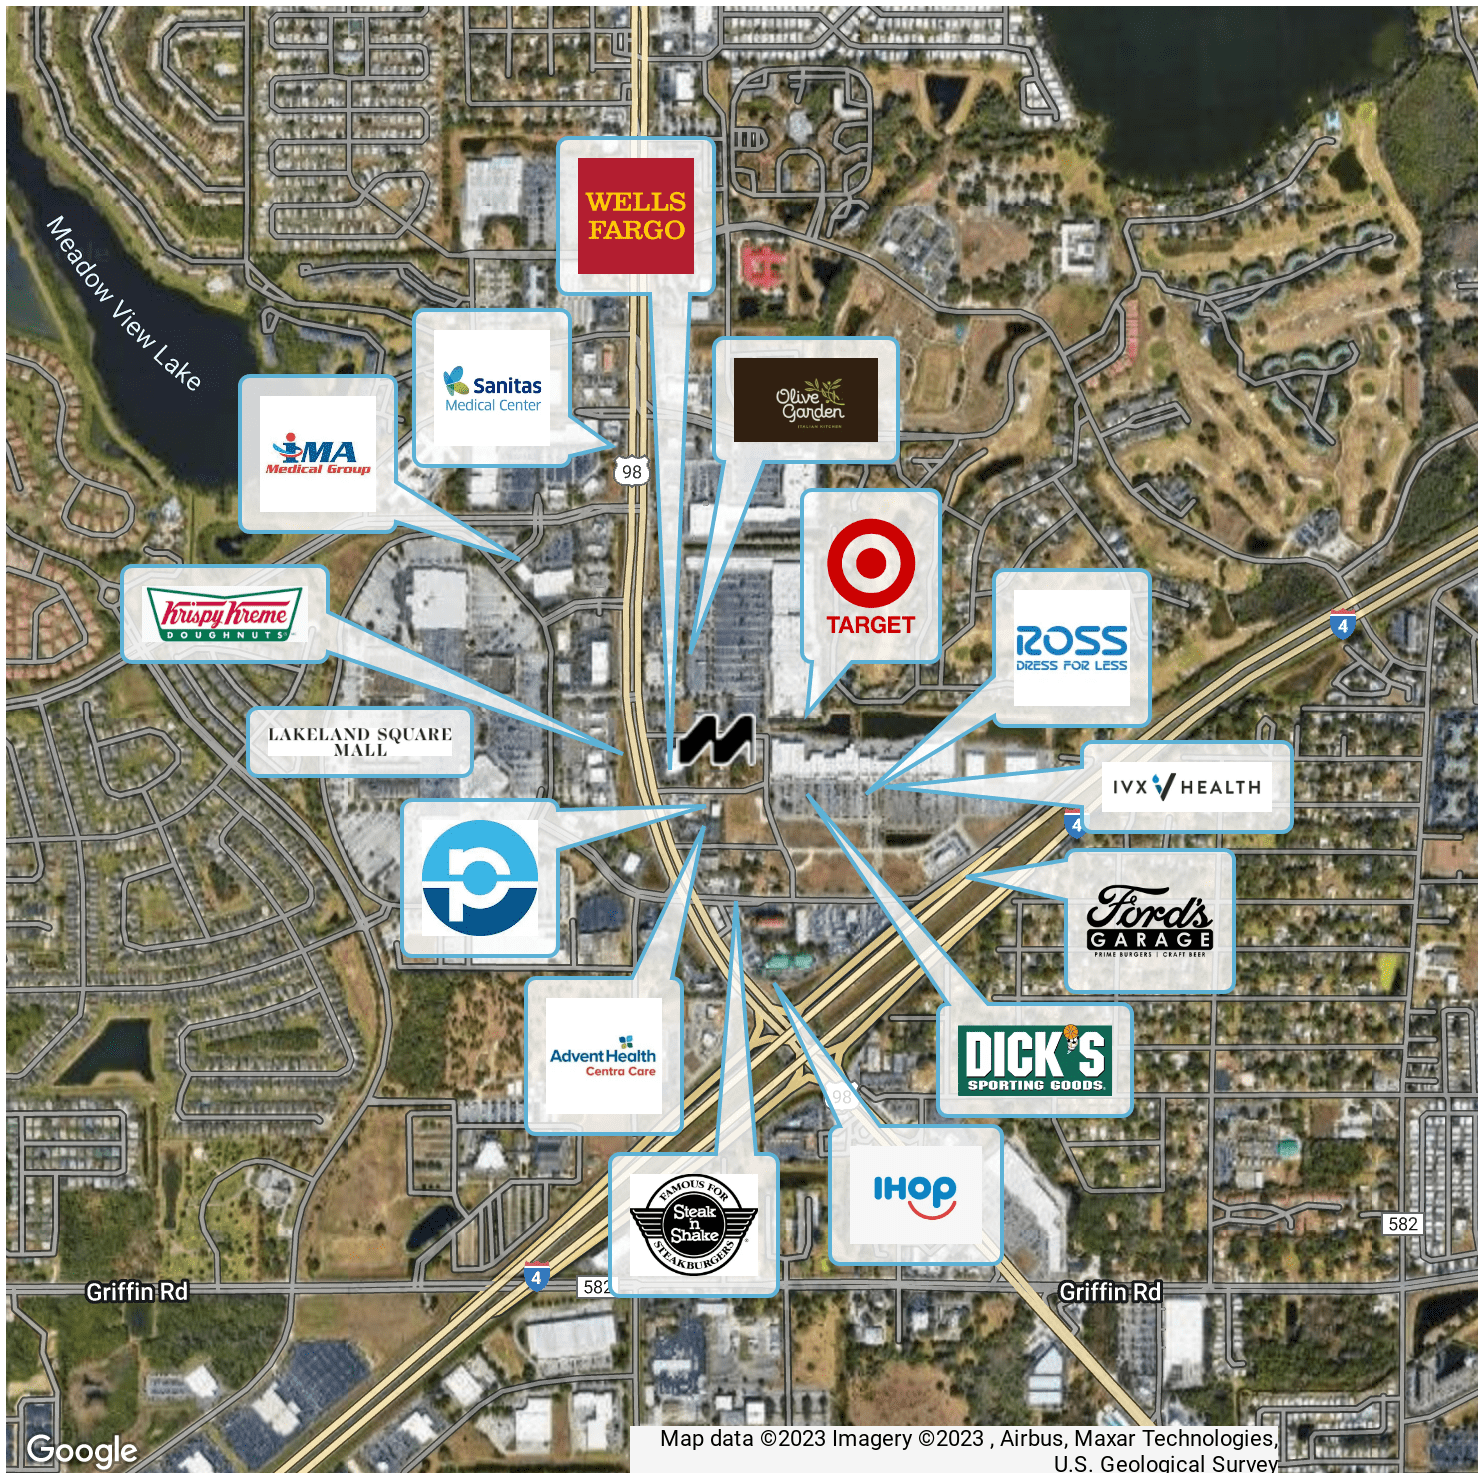 WELLS
FARGO
Meadow View Lake
Sanitas
Medical Center
Olive
Garden
ITALIAN KITCHEN
iMA
Medical Group
98
TARGET
Krispy Kreme
DOUGHNUTS
ROSS
DRESS FOR LESS
4
LAKELAND SQUARE
MALL
M
IVX HEALTH
4
p
Ford's
GARAGE
PRIME BURGERS | CRAFT BEER
AdventHealth
Centra Care
DICK'S
SPORTING GOODS.
98
FAMOUS FOR
Steak
n
Shake
STEAKBURGERS
IHOP
582
4
582
Griffin Rd
Griffin Rd
Google
Map data ©2023 Imagery ©2023 , Airbus, Maxar Technologies,
U.S. Geological Survey